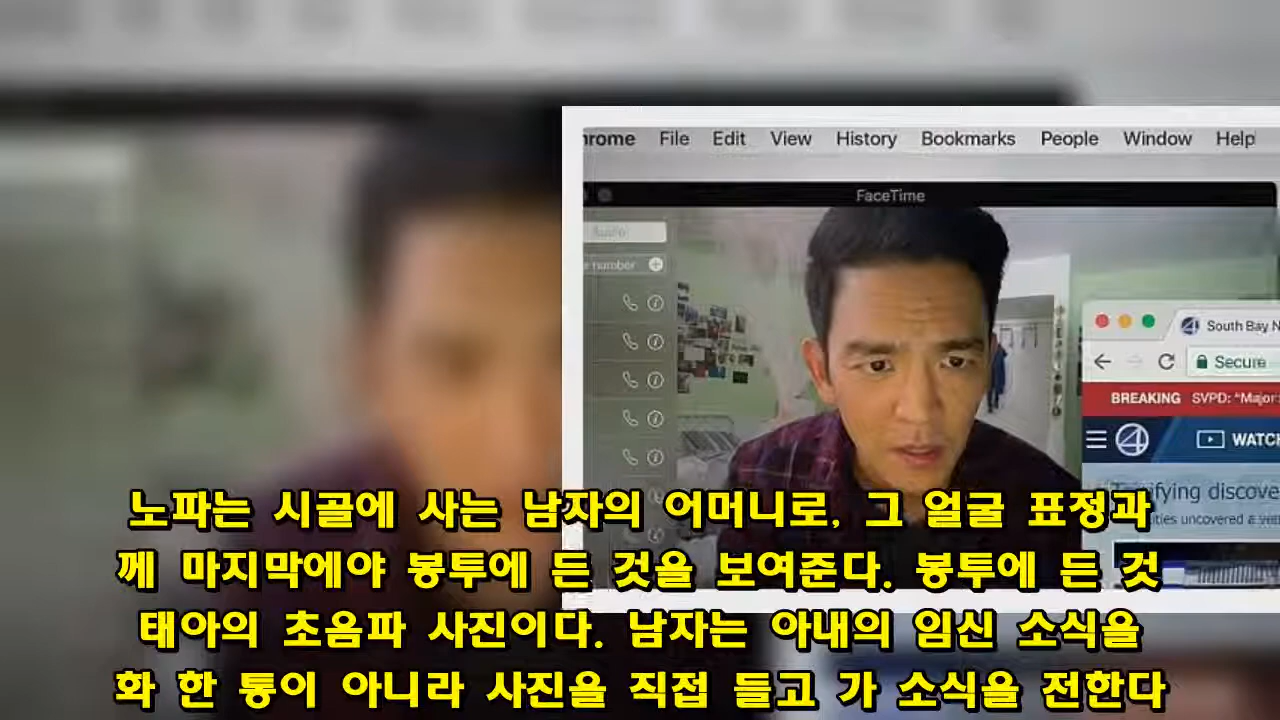 hrome File Edit View History Bookmarks People Window Help
FaceTime
Audio
number
South Bay N
Secure
BREAKING SVPD: “Major
WATCH
discove
ities uncovered a
노파는 시골에 사는 남자의 어머니로, 그 얼굴 표정과
께 마지막에야 봉투에 든 것을 보여준다. 봉투에 든 것
태아의 초음파 사진이다. 남자는 아내의 임신 소식을
화 한 통이 아니라 사진을 직접 들고 가 소식을 전한다